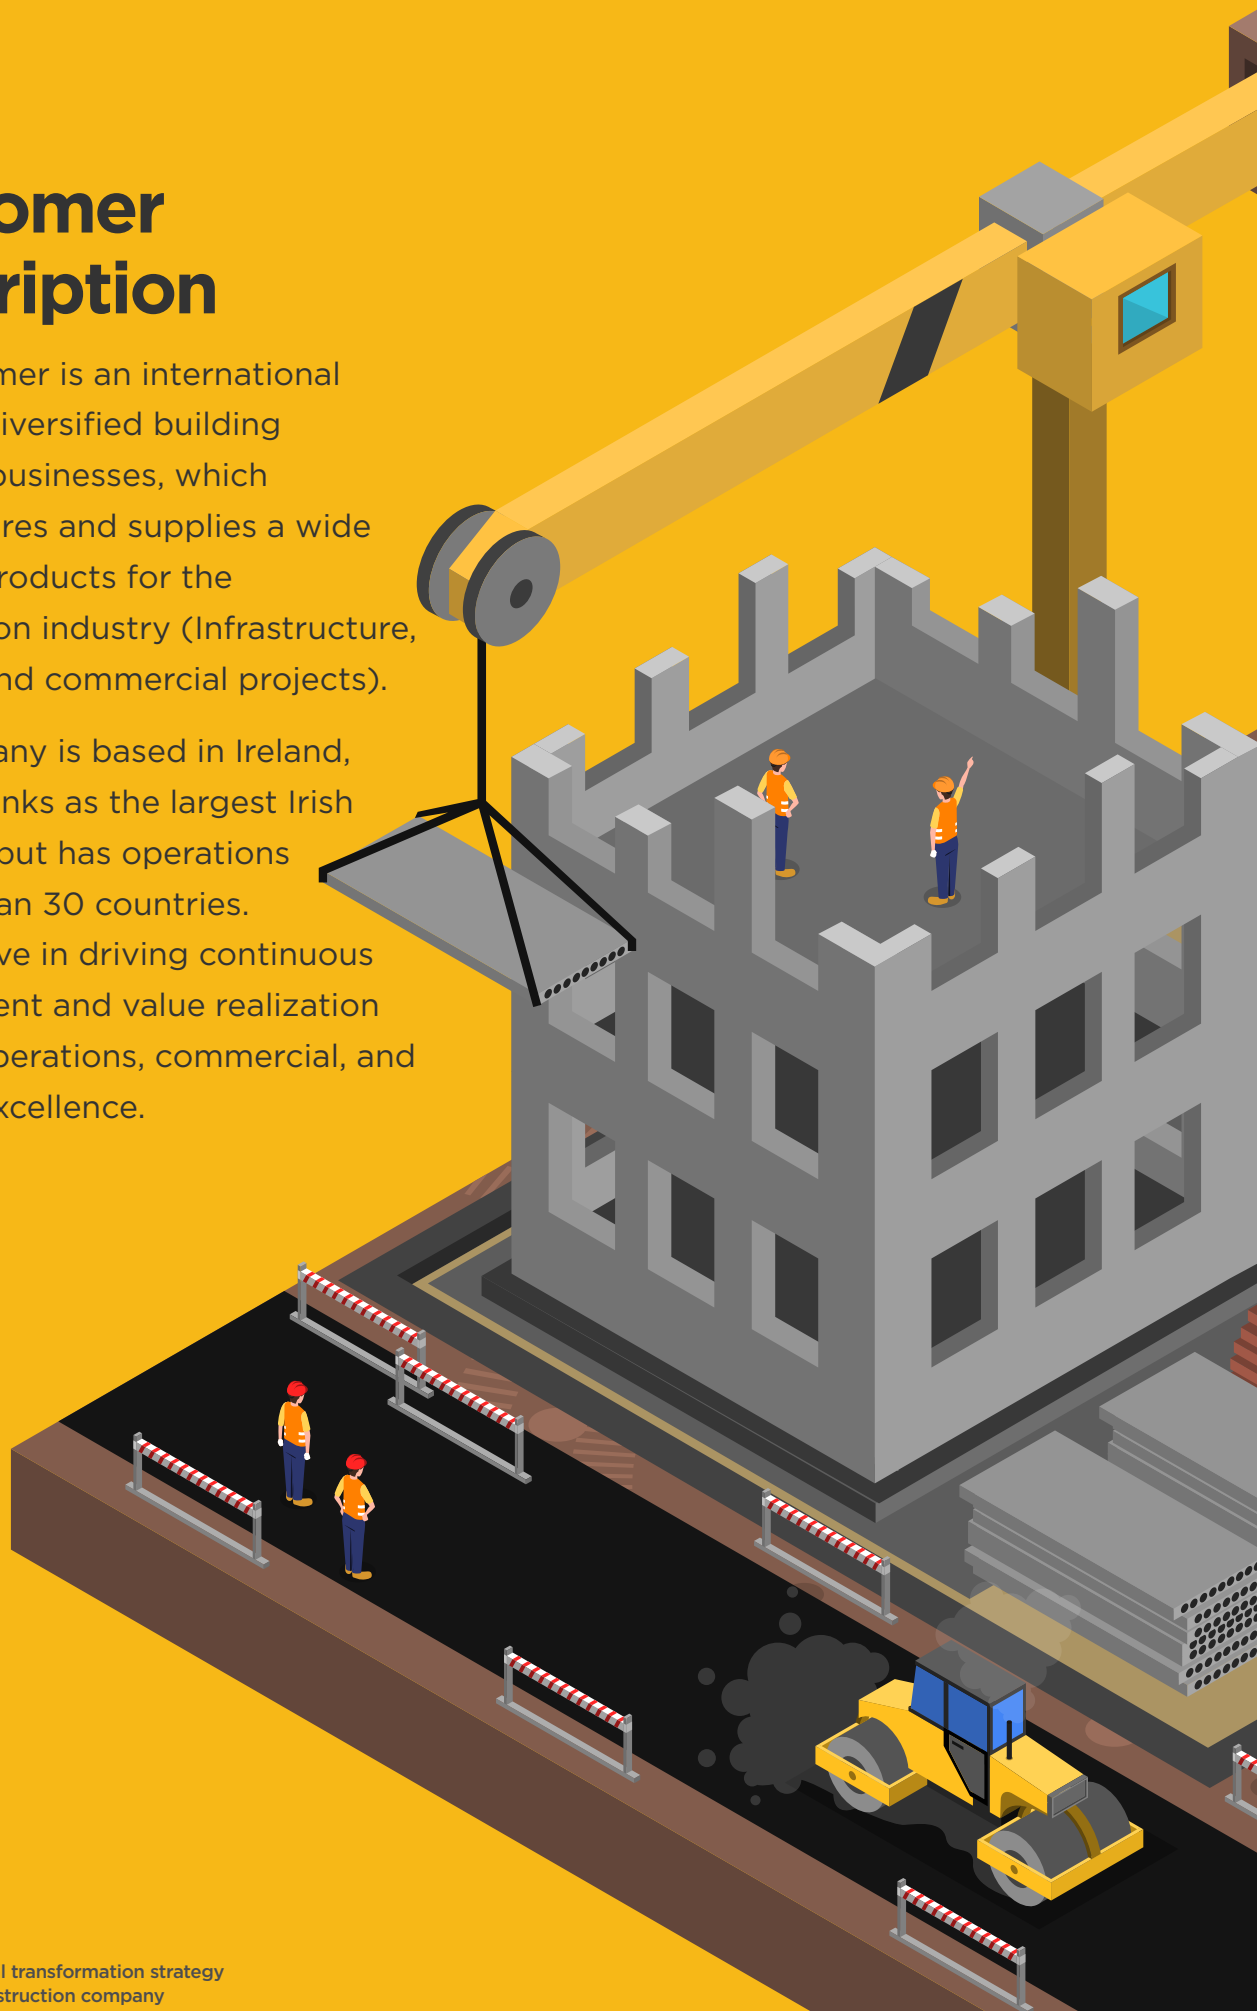 omer
ription
mer is an international
iversified building
businesses, which
res and supplies a wide
roducts for the
on industry (Infrastructure,
nd commercial projects).
any is based in Ireland,
nks as the largest Irish
but has operations
an 30 countries.
ve in driving continuous
ent and value realization
perations, commercial, and
xcellence.
l transformation strategy
struction company